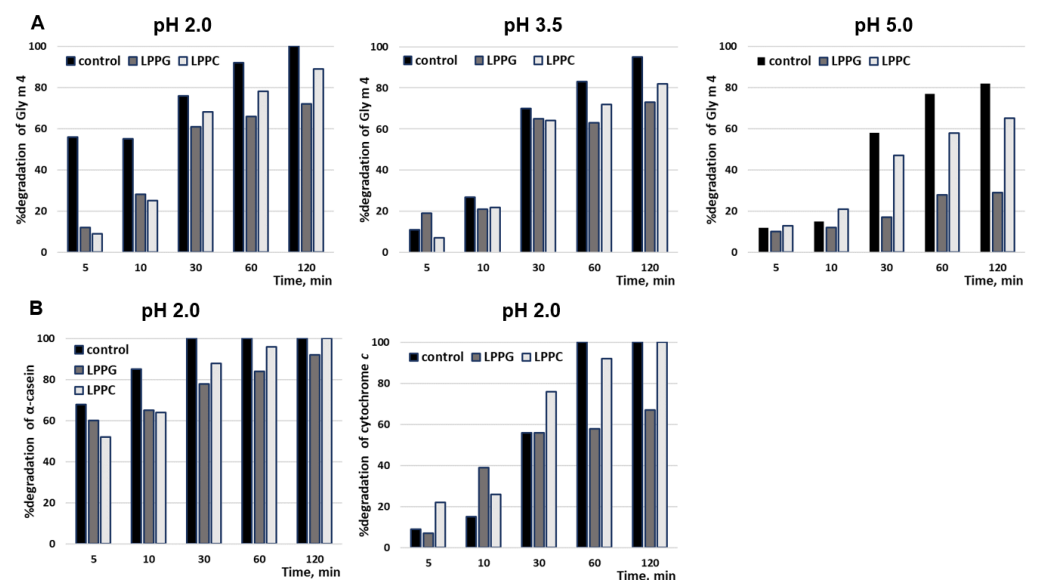 A
pH 2.0
%degradation of Gly m 4
100
80
60
40
20
0
control LPPG LPPC
5 10 30 60 120
Time, min
pH 3.5
%degradation of Gly m 4
100
80
60
40
20
0
control LPPG LPPC
5 10 30 60 120
Time, min
pH 5.0
%degradation of Gly m 4
100
80
60
40
20
0
control LPPG LPPC
5 10 30 60 120
Time, min
B
pH 2.0
%degradation of α-casein
100
80
60
40
20
0
control
LPPG
LPPC
5 10 30 60 120
Time, min
pH 2.0
%degradation of cytochrome c
100
80
60
40
20
0
control LPPG LPPC
5 10 30 60 120
Time, min